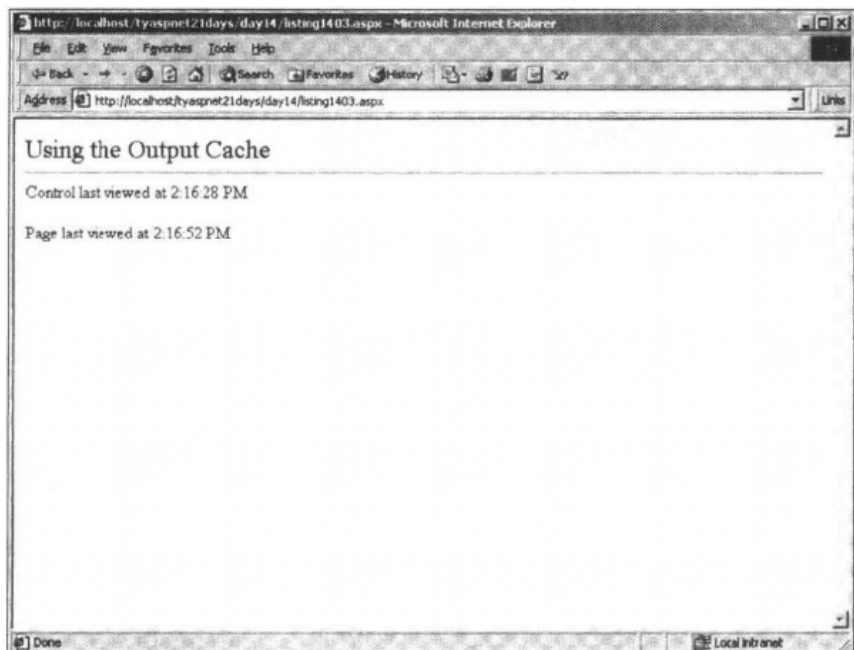 http://localhost/tyaspnet21days/day14/listing1403.aspx - Microsoft Internet Explorer
File Edit View Favorites Tools Help
Back Search Favorites History
Address http://localhost/tyaspnet21days/day14/listing1403.aspx Links
Using the Output Cache
Control last viewed at 2:16:28 PM
Page last viewed at 2:16:52 PM
Done Local intranet